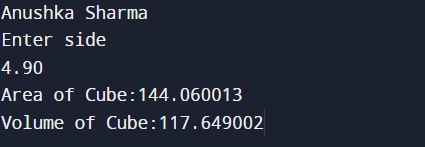 Anushka Sharma
Enter side
4.90
Area of Cube:144.060013
Volume of Cube:117.649002